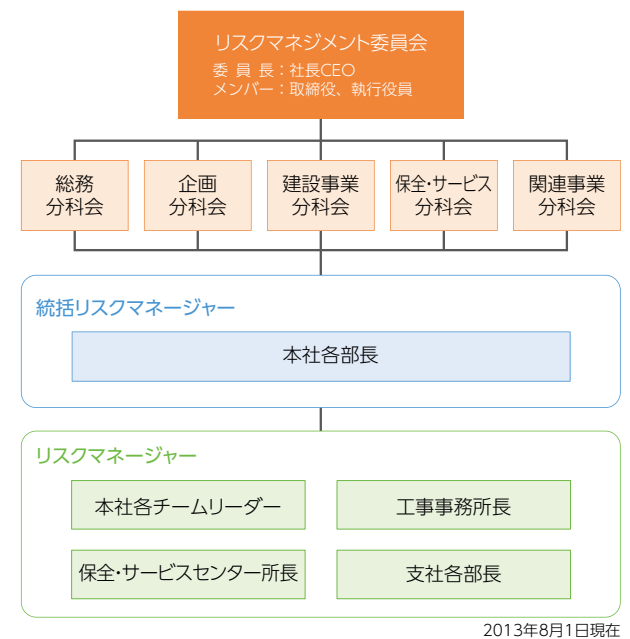 リスクマネジメント委員会
委 員 長：社長CEO
メンバー：取締役、執行役員
総務
分科会
企画
分科会
建設事業
分科会
保全・サービス
分科会
関連事業
分科会
統括リスクマネージャー
本社各部長
リスクマネージャー
本社各チームリーダー
工事事務所長
保全・サービスセンター所長
支社各部長
2013年8月1日現在